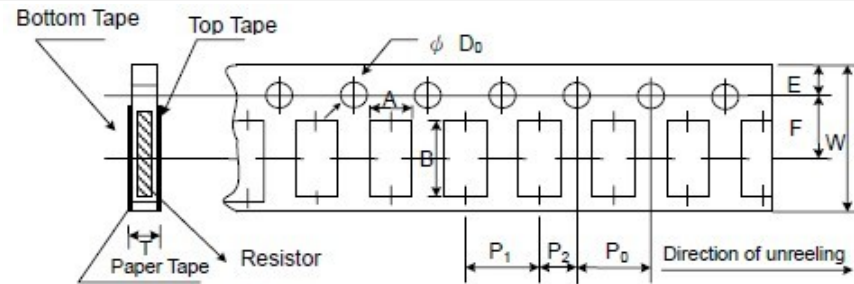 Bottom Tape
Top Tape
ϕ D₀
A
E
F
W
B
T
Paper Tape
Resistor
P₁
P₂
P₀
Direction of unreeling